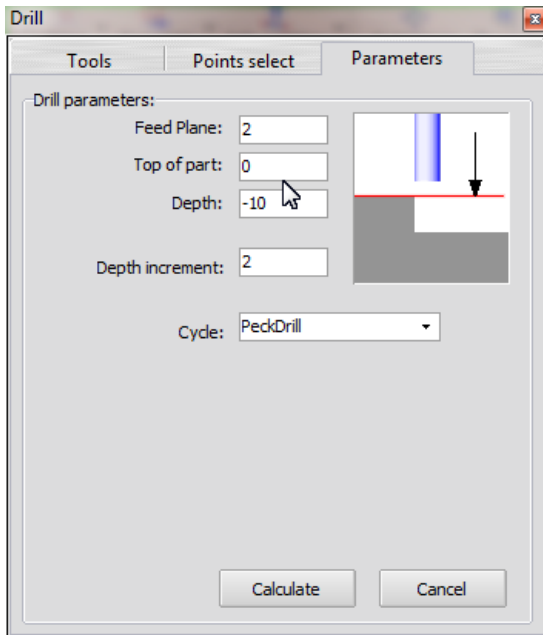 Drill
Tools
Points select
Parameters
Drill parameters:
Feed Plane: 2
Top of part: 0
Depth: -10
Depth increment: 2
Cycle: PeckDrill
Calculate
Cancel